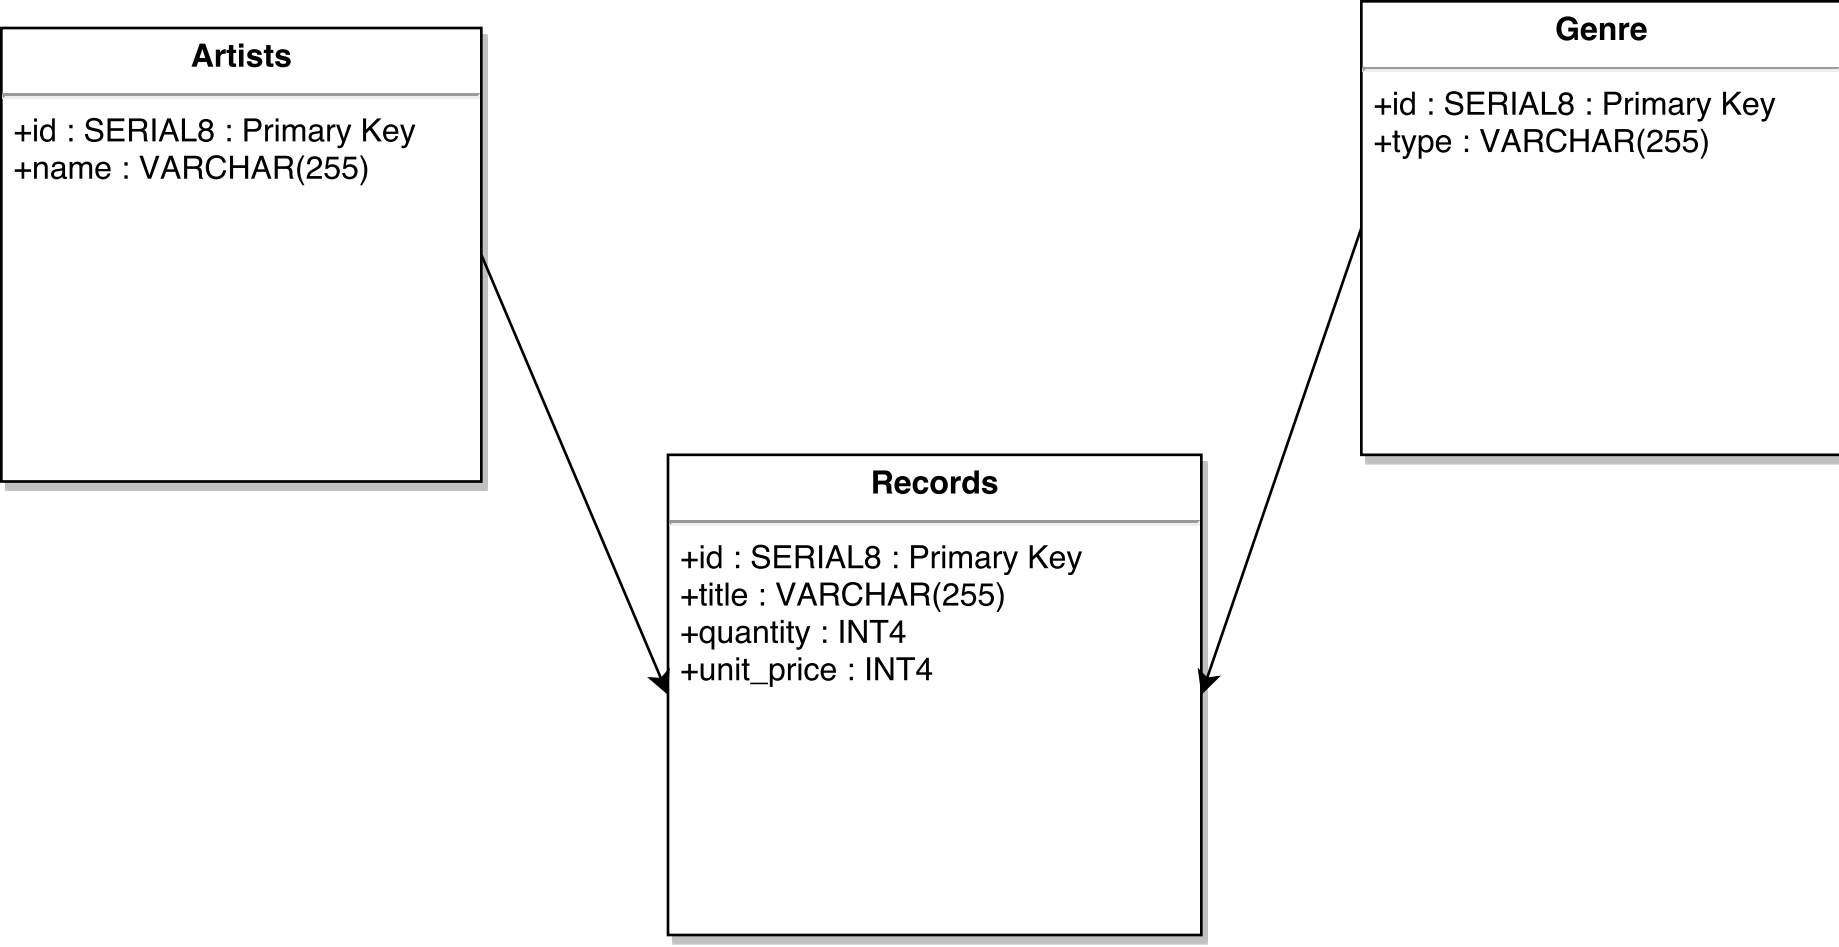 Artists
+id : SERIAL8 : Primary Key
+name : VARCHAR(255)
Genre
+id : SERIAL8 : Primary Key
+type : VARCHAR(255)
Records
+id : SERIAL8 : Primary Key
+title : VARCHAR(255)
+quantity : INT4
+unit_price : INT4